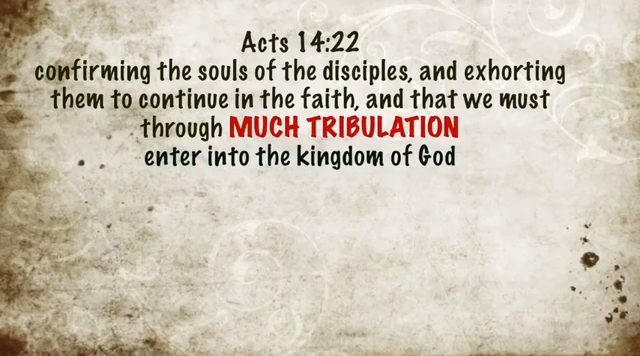 Acts 14:22
confirming the souls of the disciples, and exhorting
them to continue in the faith, and that we must
through MUCH TRIBULATION
enter into the kingdom of God